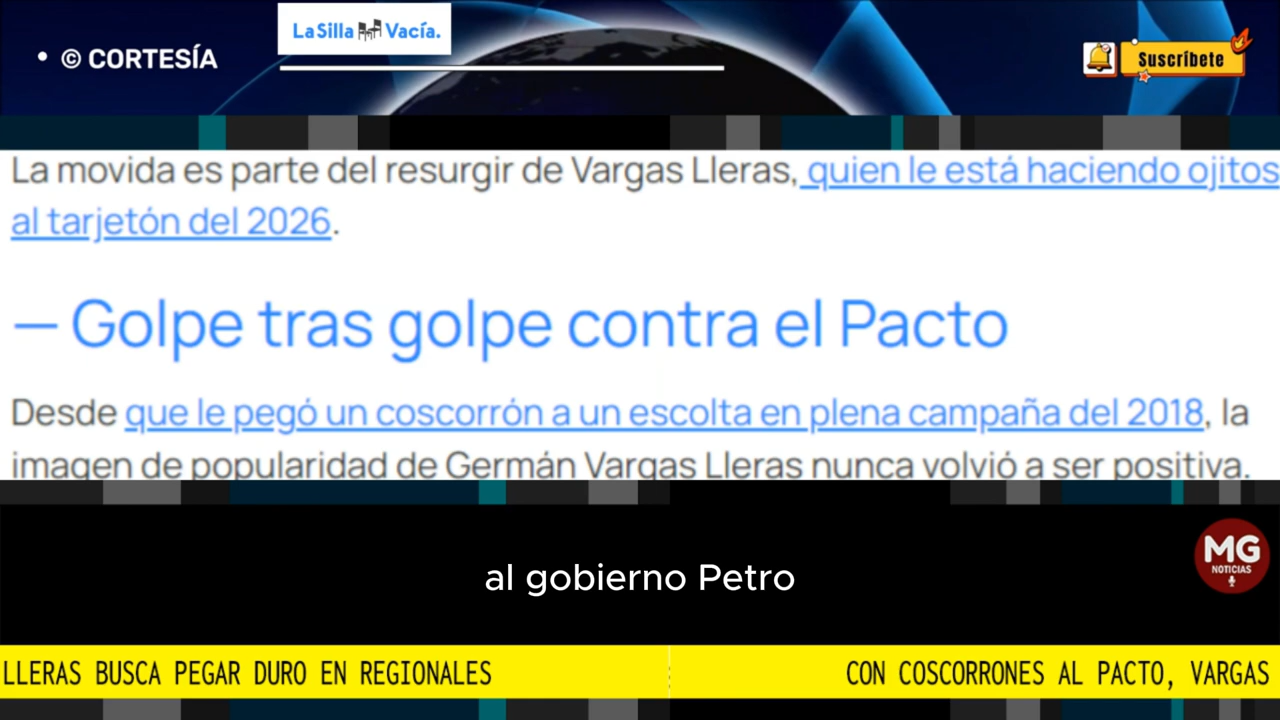 • © CORTESÍA
La Silla Vacía.
Suscríbete
La movida es parte del resurgir de Vargas Lleras, quien le está haciendo ojitos
al tarjetón del 2026.
— Golpe tras golpe contra el Pacto
Desde que le pegó un coscorrón a un escolta en plena campaña del 2018, la
imagen de popularidad de Germán Vargas Lleras nunca volvió a ser positiva.
al gobierno Petro
MG
NOTICIAS
LLERAS BUSCA PEGAR DURO EN REGIONALES
CON COSCORRONES AL PACTO, VARGAS